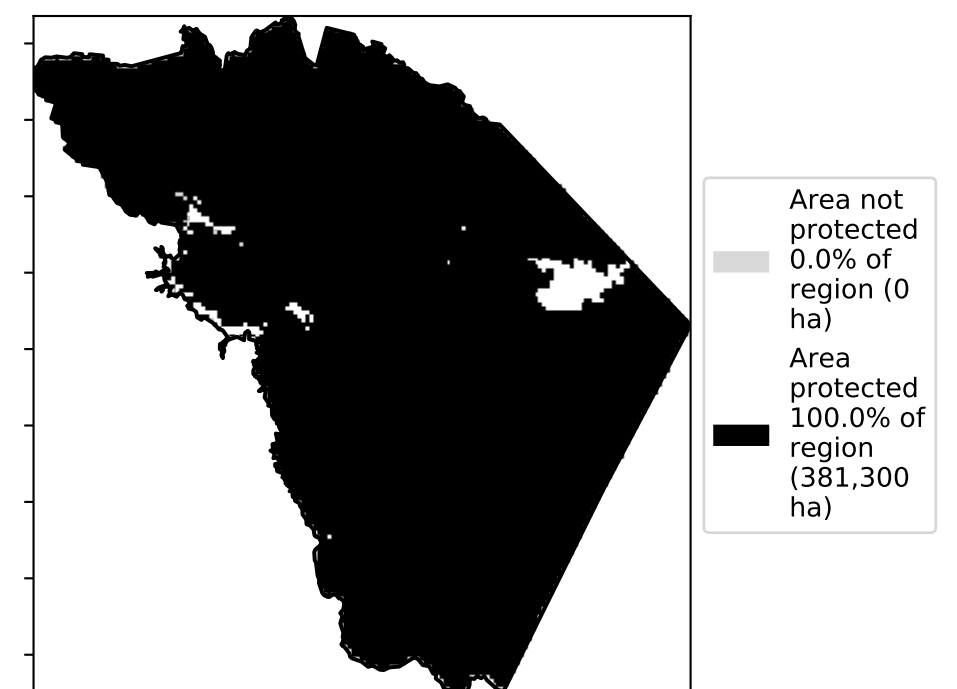 Area not
protected
0.0% of
region (0
ha)
Area
protected
100.0% of
region
(381,300
ha)